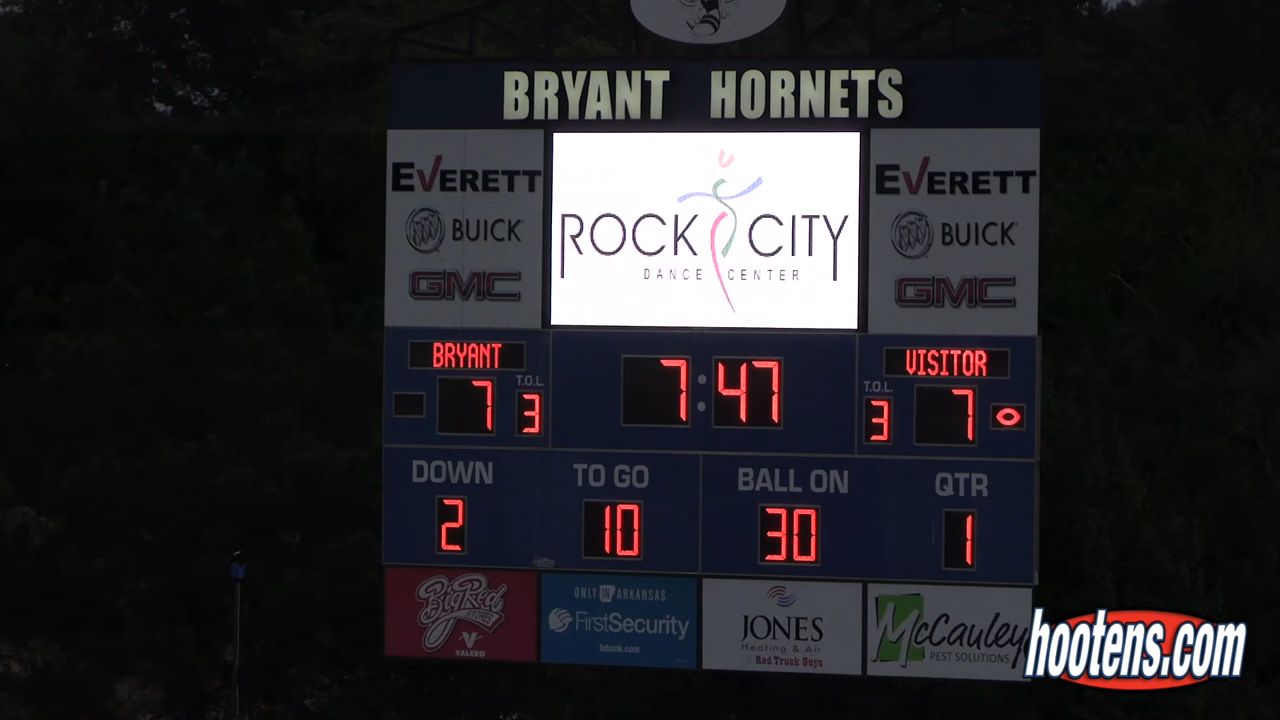 BRYANT HORNETS
EVERETT
BUICK
GMC
ROCK CITY
DANCE CENTER
EVERETT
BUICK
GMC
BRYANT
7
T.O.L.
3
7:47
VISITOR
T.O.L.
3
7
DOWN
2
TO GO
10
BALL ON
30
QTR
1
Big Red
VALERO
ONLY IN ARKANSAS
FirstSecurity
fsbank.com
JONES
Heating & Air
Red Truck Guys
McCauley
PEST SOLUTIONS
hootens.com